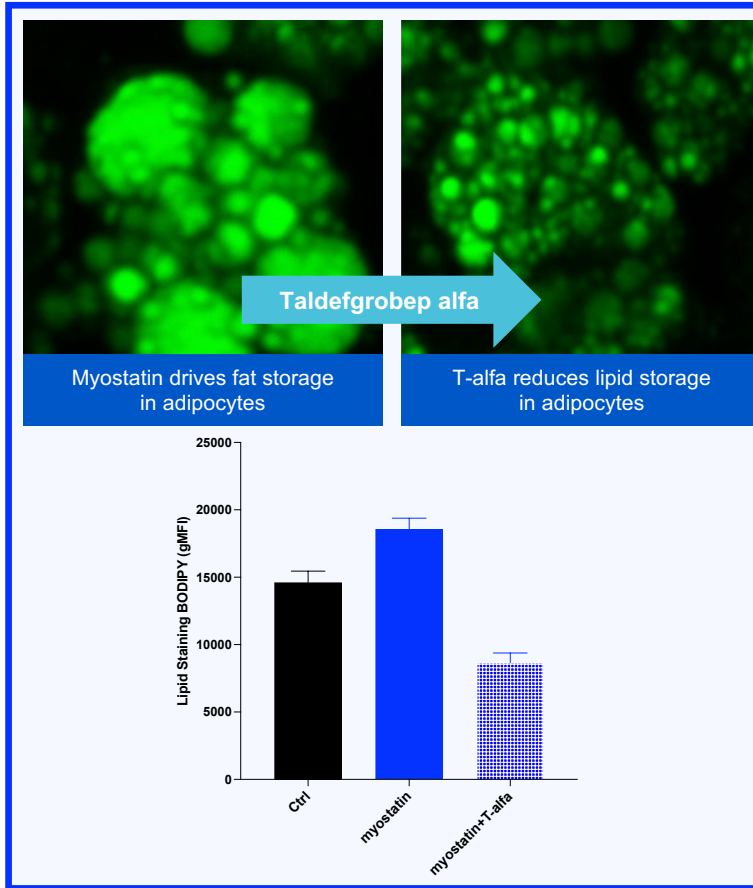 Taldefgrobep alfa
Myostatin drives fat storage
in adipocytes
T-alfa reduces lipid storage
in adipocytes
Lipid Staining BODIPY (gMFI)
25000
20000
15000
10000
5000
0
Ctrl
myostatin
myostatin+T-alfa